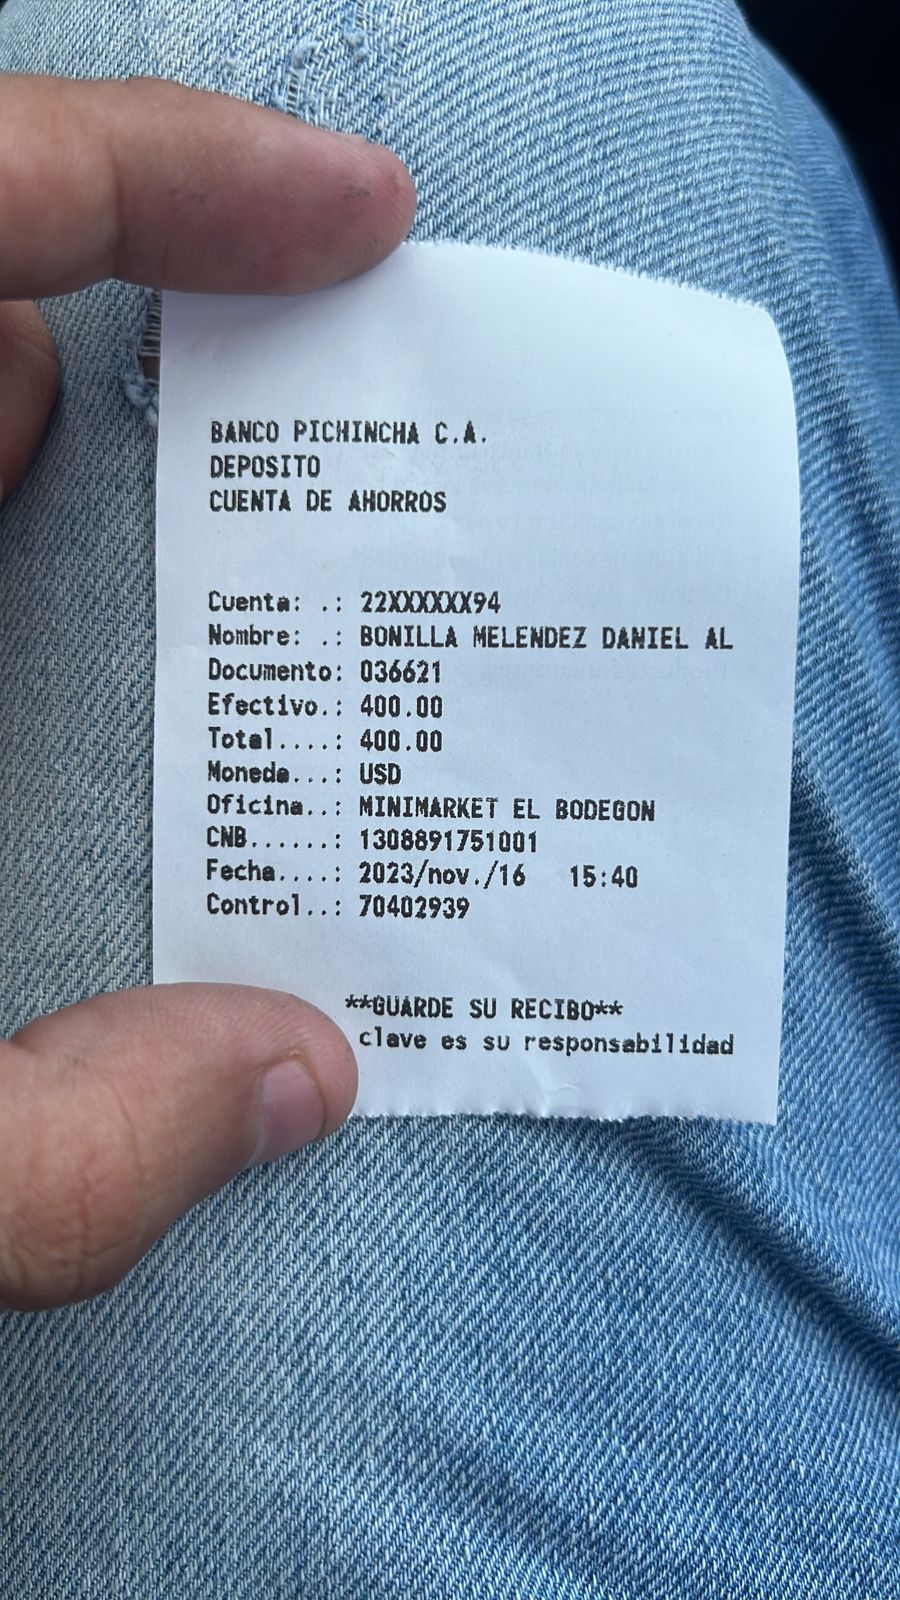 BANCO PICHINCHA C.A.
DEPOSITO
CUENTA DE AHORROS
Cuenta: .: 22XXXXXX94
Nombre: .: BONILLA MELENDEZ DANIEL AL
Documento: 036621
Efectivo.: 400.00
Total....: 400.00
Moneda...: USD
Oficina..: MINIMARKET EL BODEGON
CNB......: 1308891751001
Fecha....: 2023/nov./16 15:40
Control..: 70402939
**GUARDE SU RECIBO**
clave es su responsabilidad